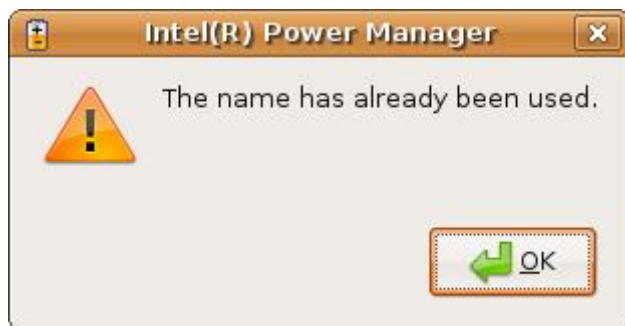 Intel(R) Power Manager
The name has already been used.
OK